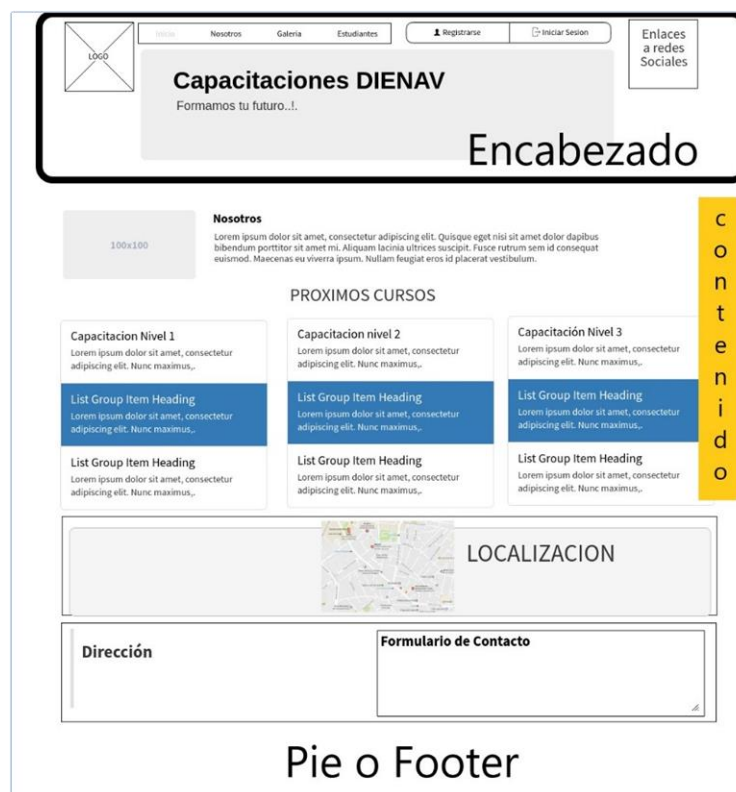 LOGO
Inicio
Nosotros
Galeria
Estudiantes
Registrarse
Iniciar Sesion
Enlaces
a redes
Sociales
Capacitaciones DIENAV
Formamos tu futuro..!.
Encabezado
100x100
Nosotros
Lorem ipsum dolor sit amet, consectetur adipiscing elit. Quisque eget nisi sit amet dolor dapibus
bibendum porttitor sit amet mi. Aliquam lacinia ultrices suscipit. Fusce rutrum sem id consequat
euismod. Maecenas eu viverra ipsum. Nullam feugiat eros id placerat vestibulum.
contenido
PROXIMOS CURSOS
Capacitacion Nivel 1
Lorem ipsum dolor sit amet, consectetur
adipiscing elit. Nunc maximus,.
List Group Item Heading
Lorem ipsum dolor sit amet, consectetur
adipiscing elit. Nunc maximus,.
List Group Item Heading
Lorem ipsum dolor sit amet, consectetur
adipiscing elit. Nunc maximus,.
Capacitacion nivel 2
Lorem ipsum dolor sit amet, consectetur
adipiscing elit. Nunc maximus,.
List Group Item Heading
Lorem ipsum dolor sit amet, consectetur
adipiscing elit. Nunc maximus,.
List Group Item Heading
Lorem ipsum dolor sit amet, consectetur
adipiscing elit. Nunc maximus,.
Capacitación Nivel 3
Lorem ipsum dolor sit amet, consectetur
adipiscing elit. Nunc maximus,.
List Group Item Heading
Lorem ipsum dolor sit amet, consectetur
adipiscing elit. Nunc maximus,.
List Group Item Heading
Lorem ipsum dolor sit amet, consectetur
adipiscing elit. Nunc maximus,.
LOCALIZACION
Dirección
Formulario de Contacto
Pie o Footer